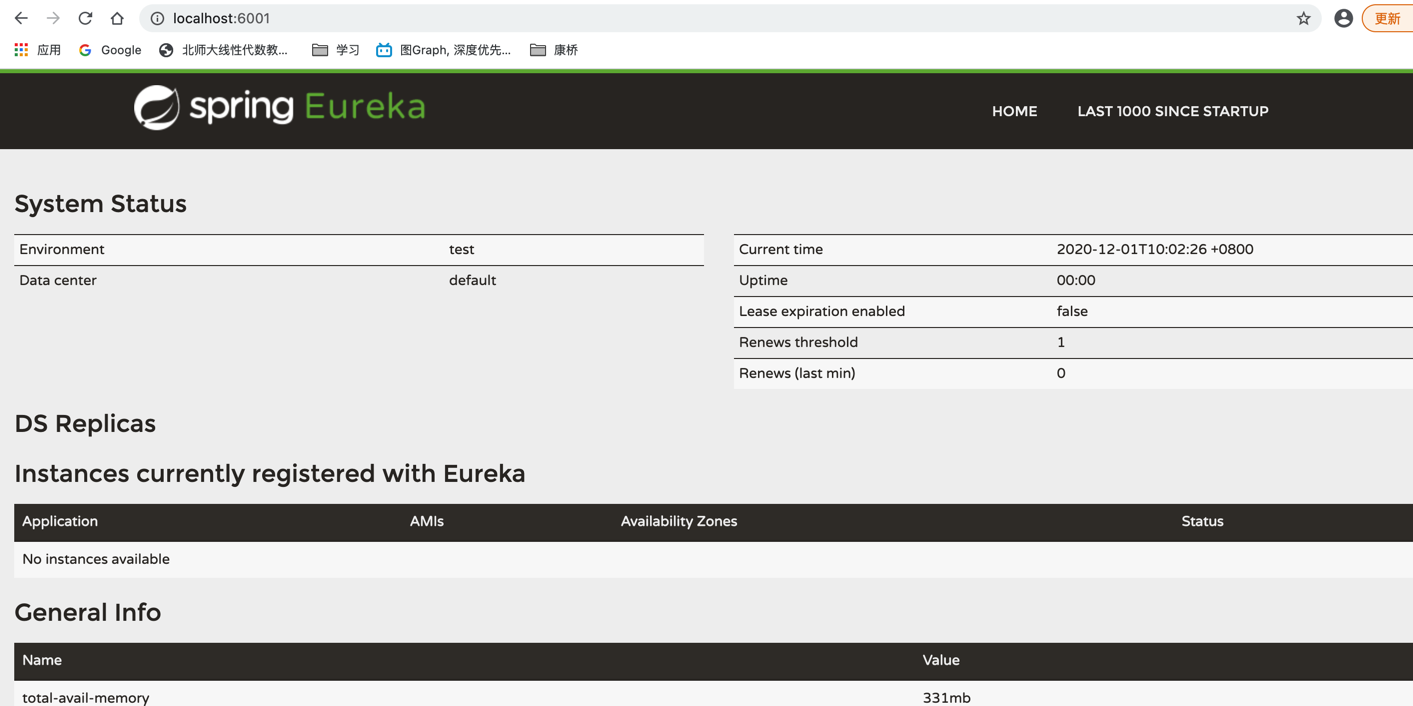 localhost:6001
更新
应用 Google 北师大线性代数教... 学习 图Graph, 深度优先... 康桥
spring Eureka
HOME LAST 1000 SINCE STARTUP
System Status
Environment test
Data center default
Current time 2020-12-01T10:02:26 +0800
Uptime 00:00
Lease expiration enabled false
Renews threshold 1
Renews (last min) 0
DS Replicas
Instances currently registered with Eureka
Application AMIs Availability Zones Status
No instances available
General Info
Name Value
total-avail-memory 331mb